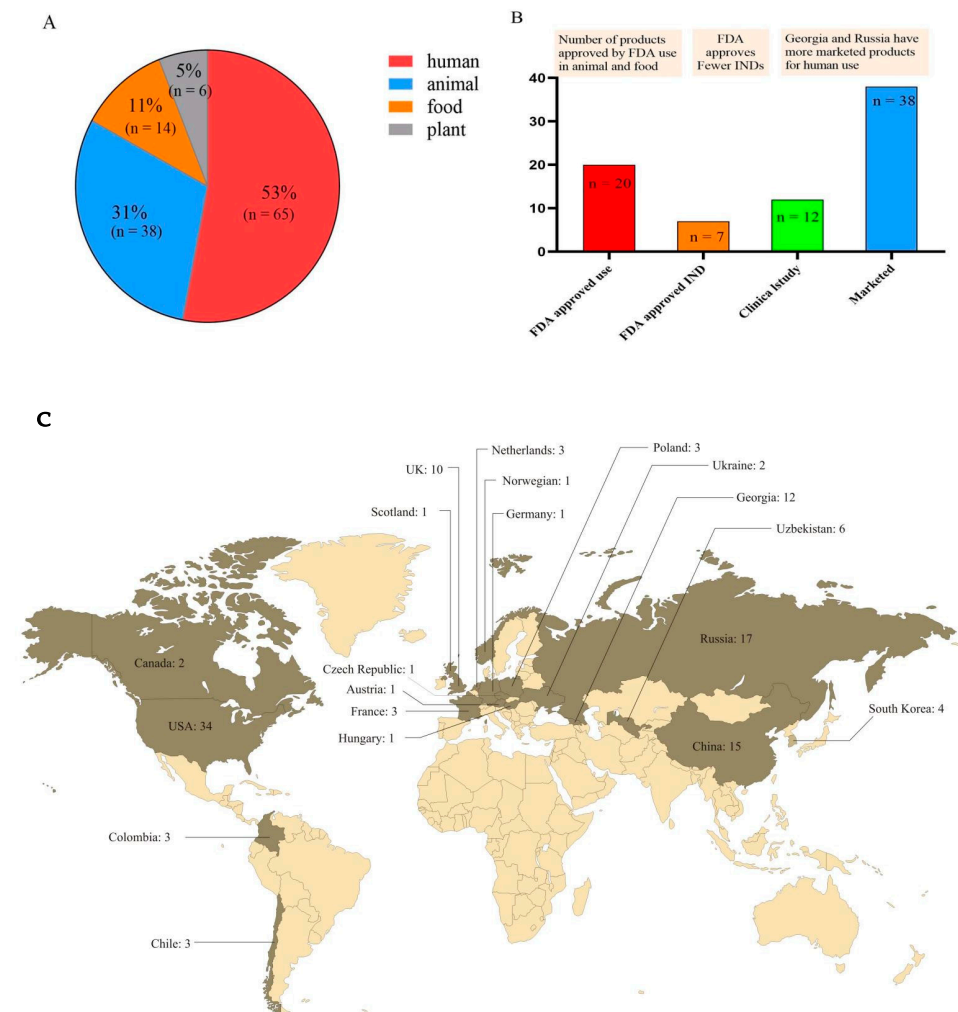 A
5%
(n = 6)
11%
(n = 14)
31%
(n = 38)
53%
(n = 65)
human
animal
food
plant
B
Number of products
approved by FDA use
in animal and food
FDA
approves
Fewer INDs
Georgia and Russia have
more marketed products
for human use
40
30
20
10
0
n = 20
n = 7
n = 12
n = 38
FDA approved use
FDA approved IND
Clinica lstudy
Marketed
C
Netherlands: 3
Poland: 3
UK: 10
Ukraine: 2
Norwegian: 1
Georgia: 12
Scotland: 1
Germany: 1
Uzbekistan: 6
Russia: 17
Canada: 2
Czech Republic: 1
Austria: 1
France: 3
South Korea: 4
USA: 34
Hungary: 1
China: 15
Colombia: 3
Chile: 3